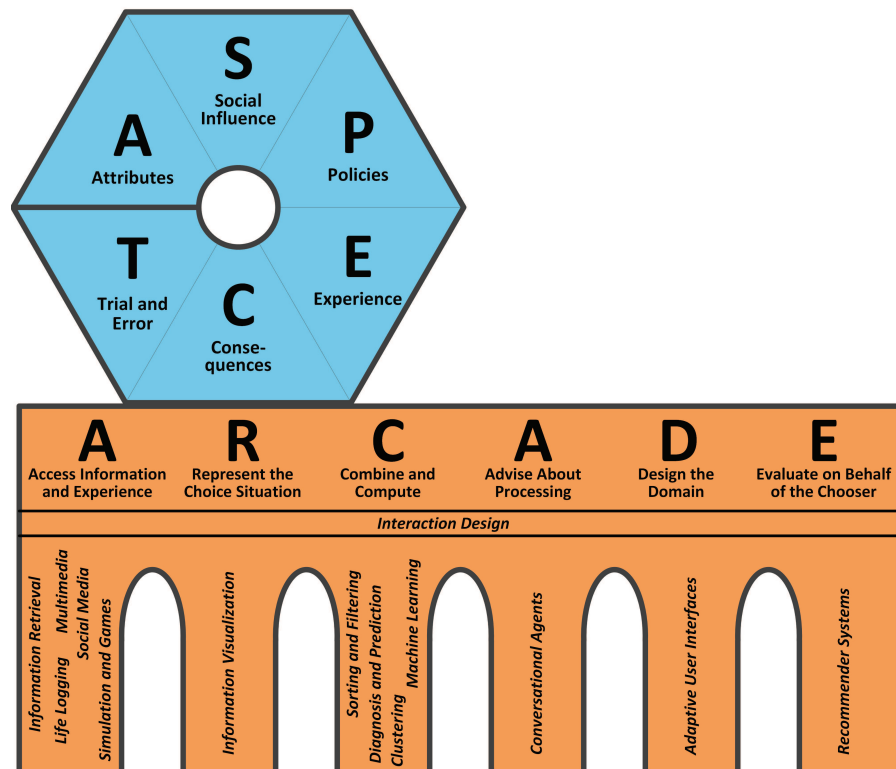 S
Social
Influence
A
Attributes
P
Policies
T
Trial and
Error
E
Experience
C
Conse-
quences
A
Access Information
and Experience
R
Represent the
Choice Situation
C
Combine and
Compute
A
Advise About
Processing
D
Design the
Domain
E
Evaluate on Behalf
of the Chooser
Interaction Design
Information Retrieval
Life Logging Multimedia
Social Media
Simulation and Games
Information Visualization
Sorting and Filtering
Diagnosis and Prediction
Clustering Machine Learning
Conversational Agents
Adaptive User Interfaces
Recommender Systems